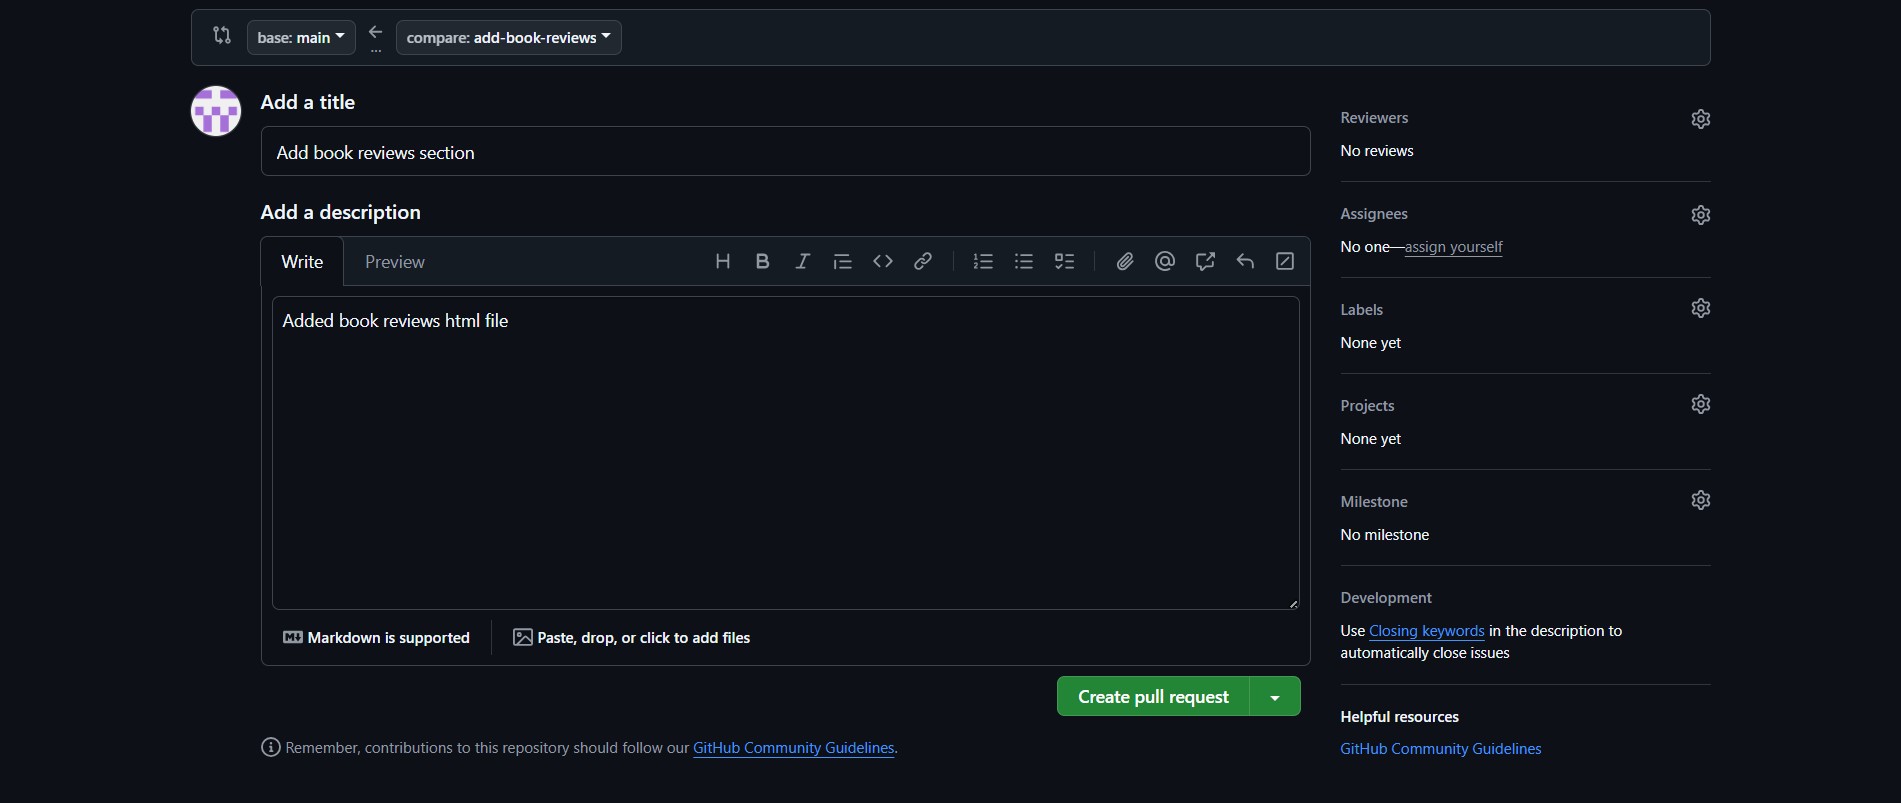 base: main
...
compare: add-book-reviews
Add a title
Add book reviews section
Add a description
Write
Preview
Added book reviews html file
Markdown is supported
Paste, drop, or click to add files
Create pull request
Remember, contributions to this repository should follow our GitHub Community Guidelines.
Reviewers
No reviews
Assignees
No one—assign yourself
Labels
None yet
Projects
None yet
Milestone
No milestone
Development
Use Closing keywords in the description to
automatically close issues
Helpful resources
GitHub Community Guidelines